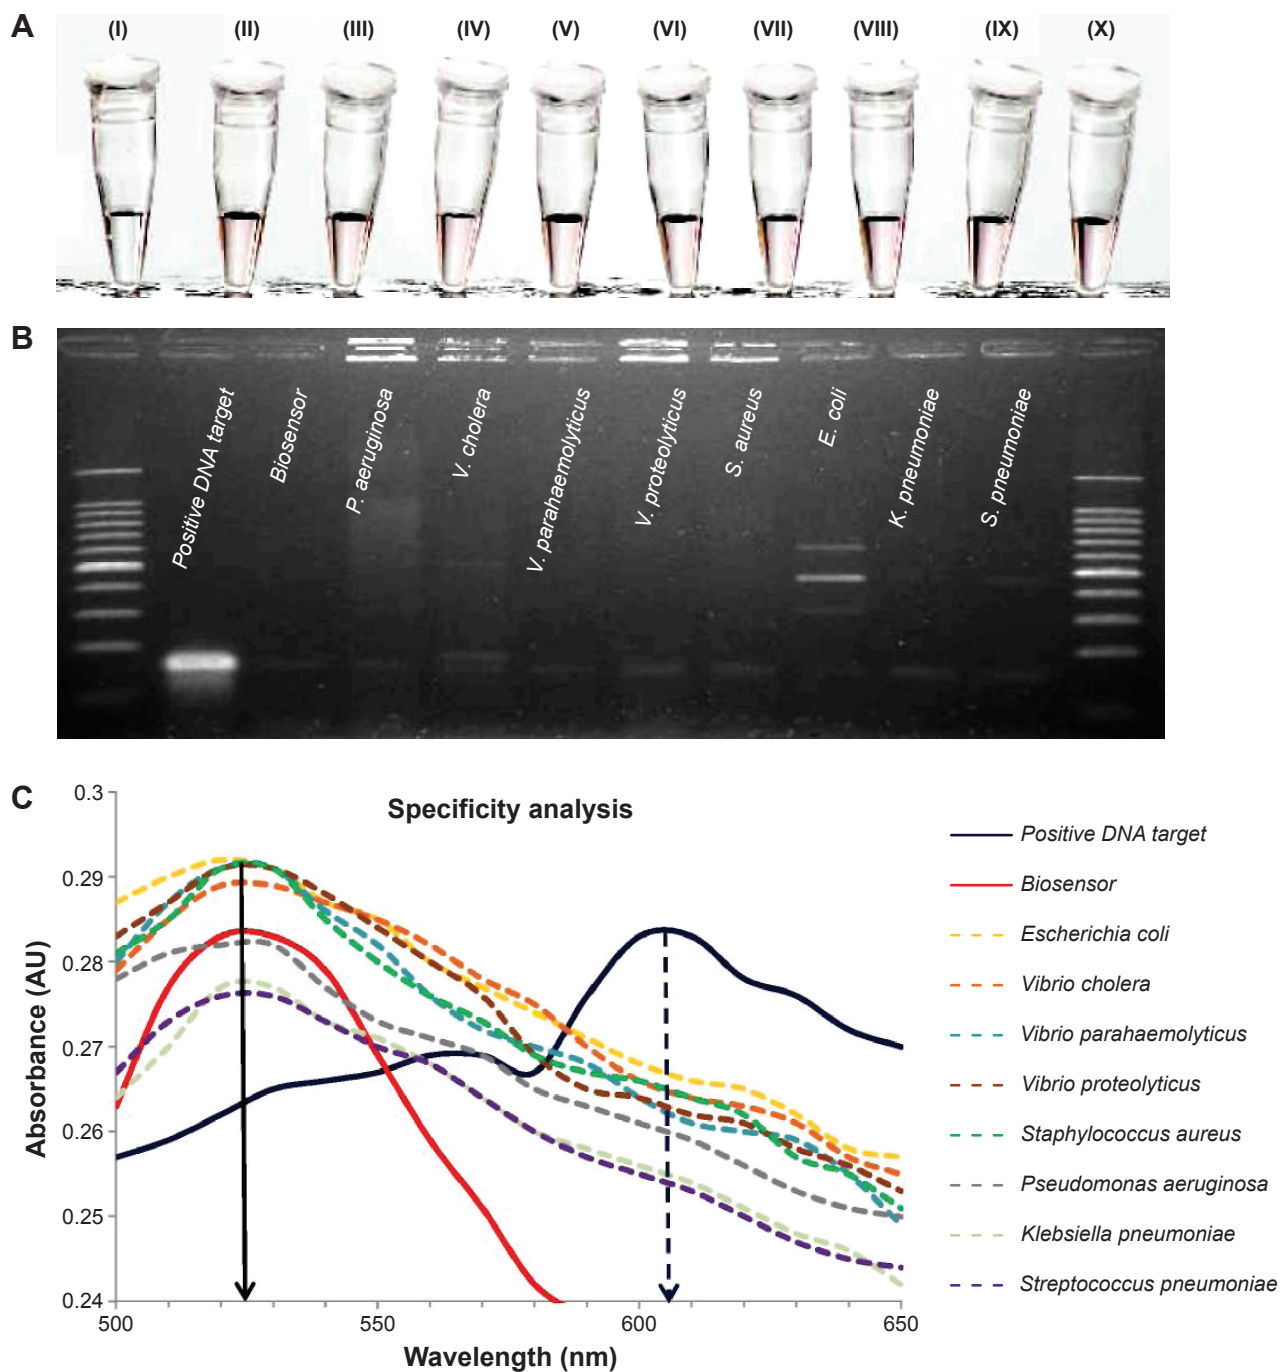 A
(I) (II) (III) (IV) (V) (VI) (VII) (VIII) (IX) (X)
B
Positive DNA target
Biosensor
P. aeruginosa
V. cholera
V. parahaemolyticus
V. proteolyticus
S. aureus
E. coli
K. pneumoniae
S. pneumoniae
C
Specificity analysis
Absorbance (AU)
0.3
0.29
0.28
0.27
0.26
0.25
0.24
500 550 600 650
Wavelength (nm)
Positive DNA target
Biosensor
Escherichia coli
Vibrio cholera
Vibrio parahaemolyticus
Vibrio proteolyticus
Staphylococcus aureus
Pseudomonas aeruginosa
Klebsiella pneumoniae
Streptococcus pneumoniae